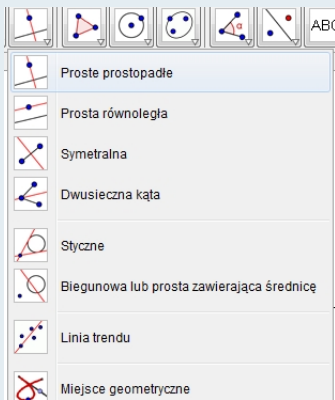 ABC
Proste prostopadłe
Prosta równoległa
Symetralna
Dwusieczna kąta
Styczne
Biegunowa lub prosta zawierająca średnicę
Linia trendu
Miejsce geometryczne